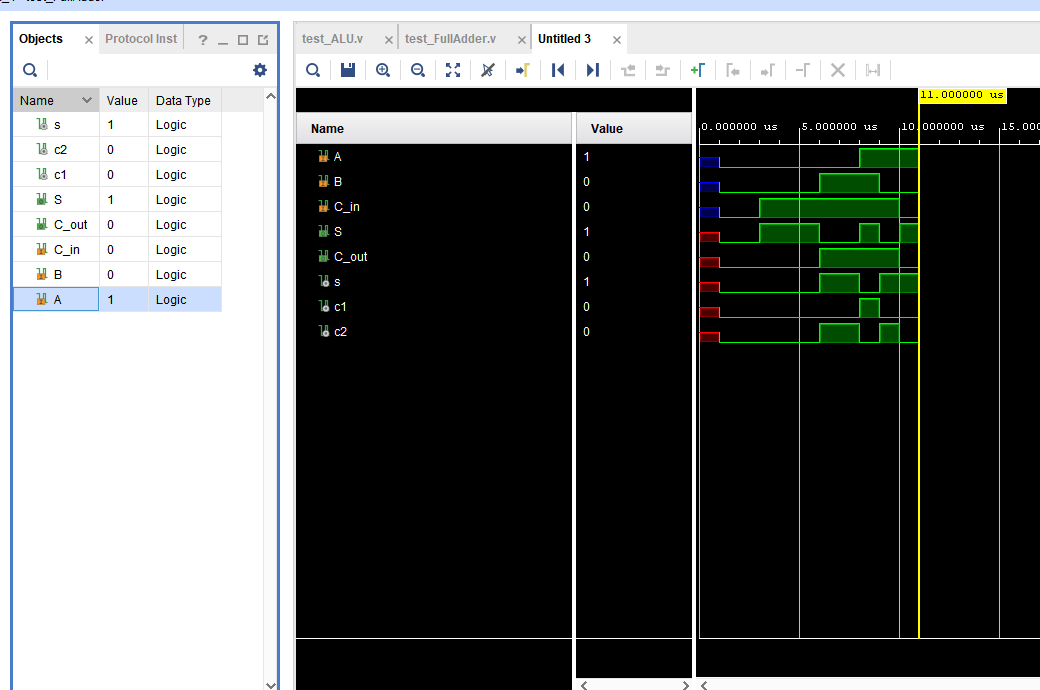 Objects
Protocol Inst
?
Name
Value
Data Type
s
1
Logic
c2
0
Logic
c1
0
Logic
S
1
Logic
C_out
0
Logic
C_in
0
Logic
B
0
Logic
A
1
Logic
test_ALU.v
test_FullAdder.v
Untitled 3
11.000000 us
0.000000 us
5.000000 us
10.000000 us
15.000
Name
Value
A
1
B
0
C_in
0
S
1
C_out
0
s
1
c1
0
c2
0